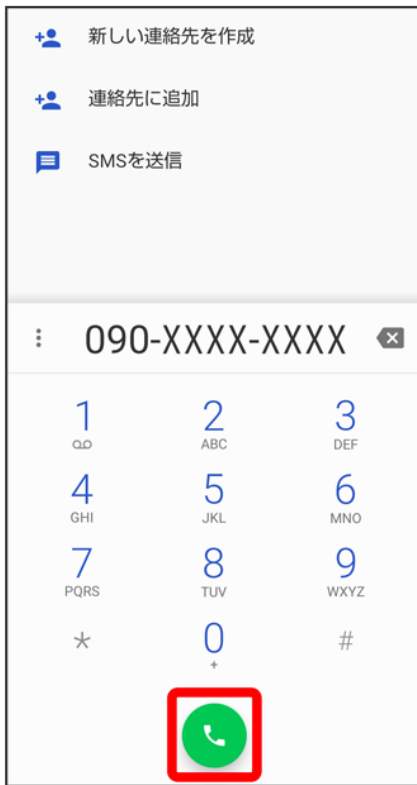 新しい連絡先を作成
連絡先に追加
SMSを送信
090-XXXX-XXXX
1 2 3
ABC DEF
4 5 6
GHI JKL MNO
7 8 9
PQRS TUV WXYZ
* 0 #
+